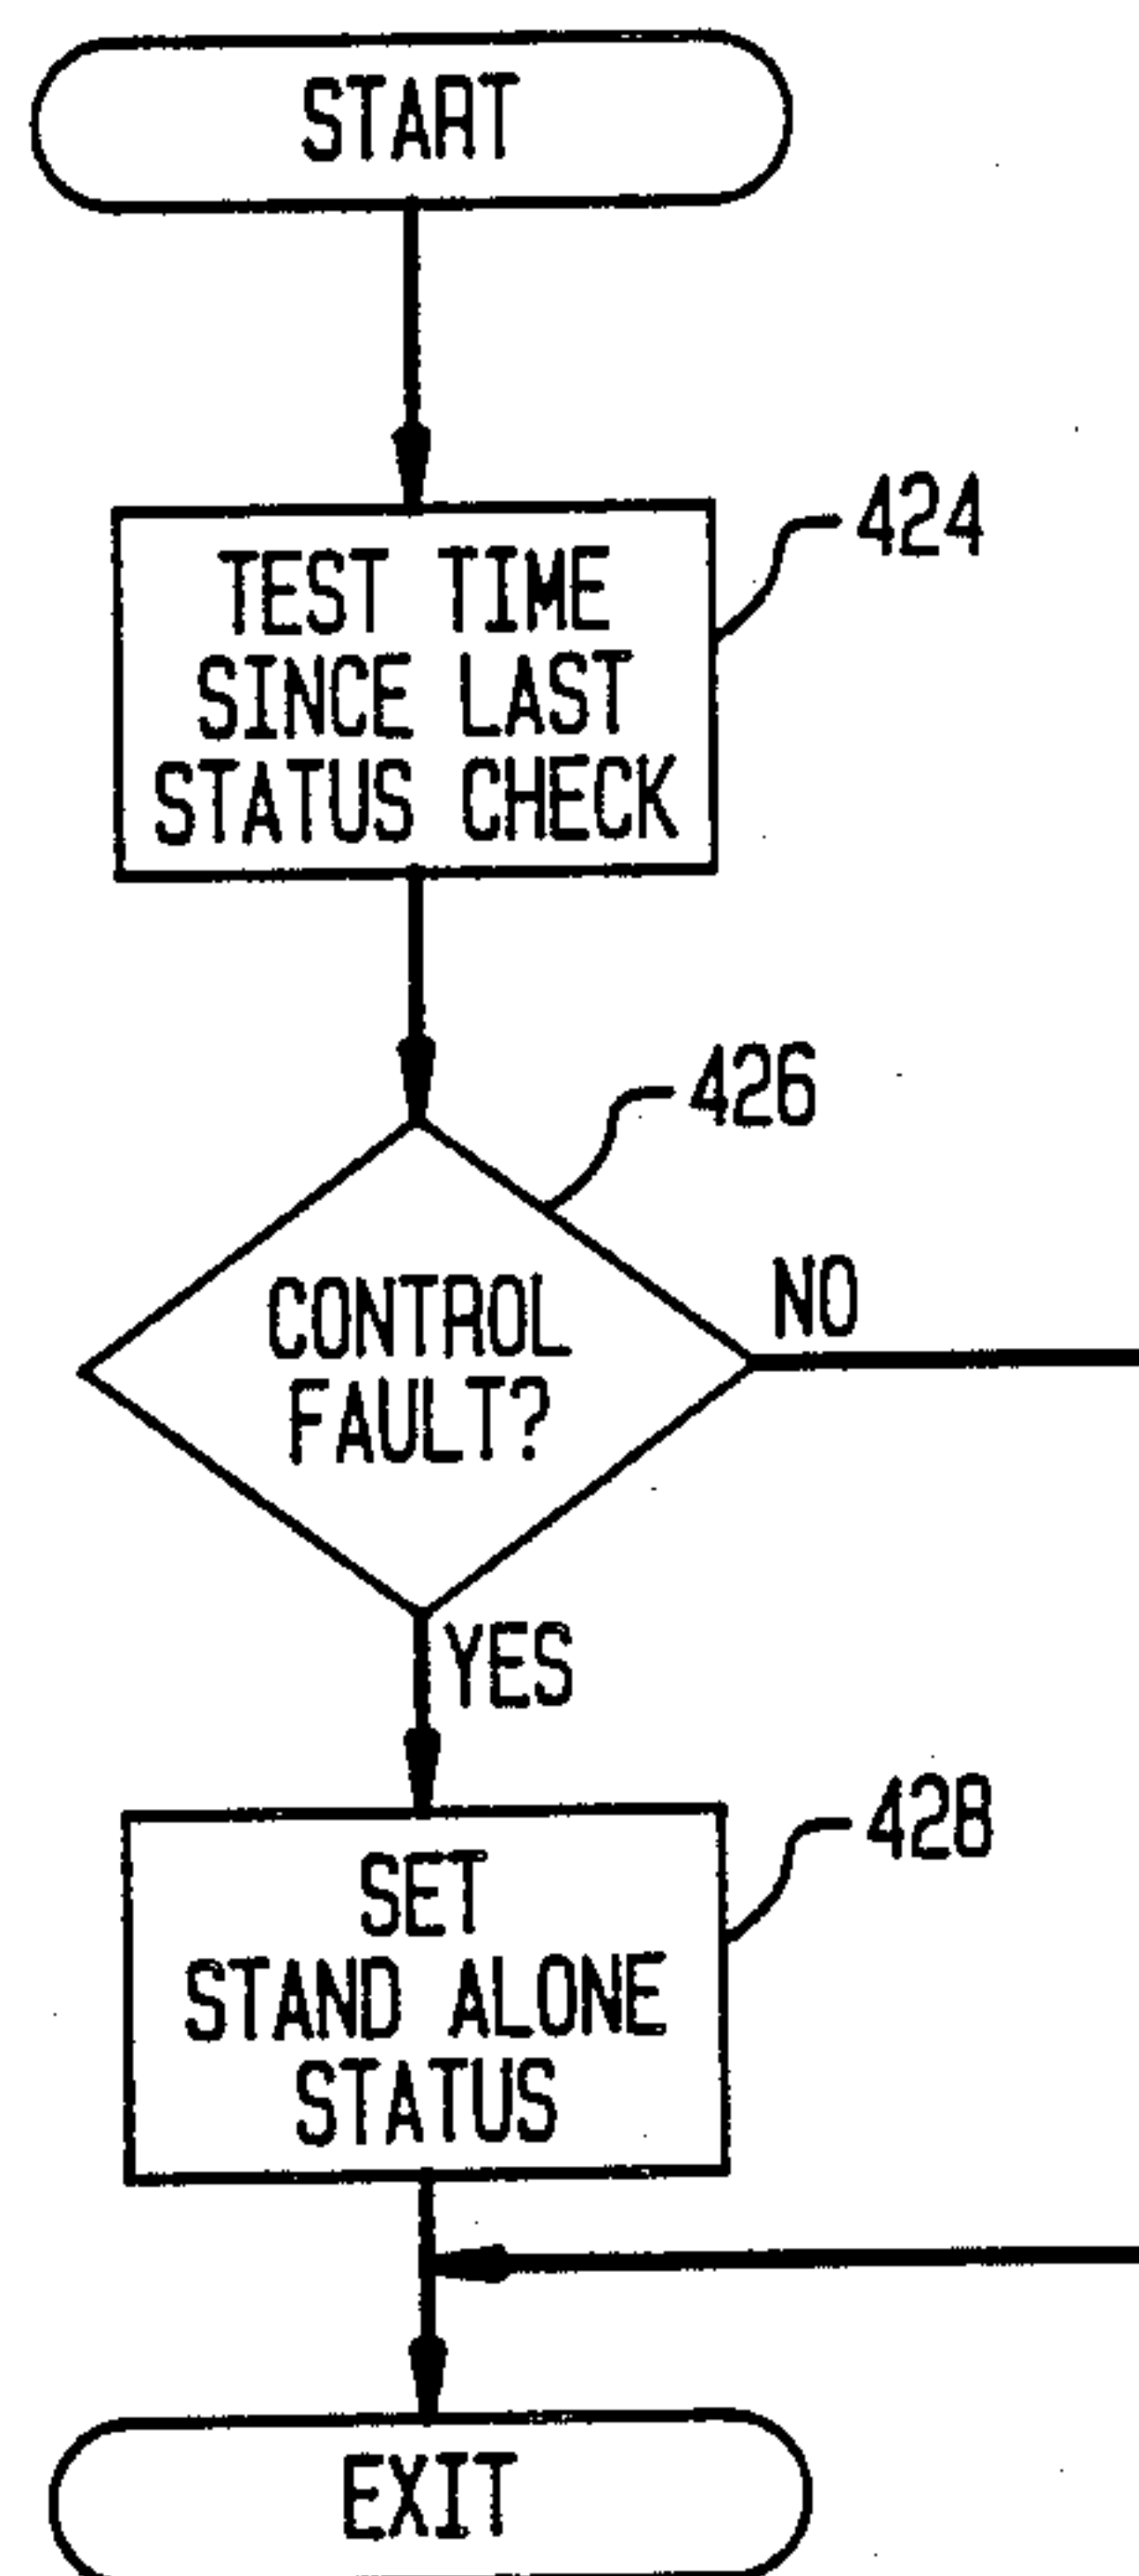 START
424
TEST TIME
SINCE LAST
STATUS CHECK
426
CONTROL
FAULT?
NO
YES
428
SET
STAND ALONE
STATUS
EXIT